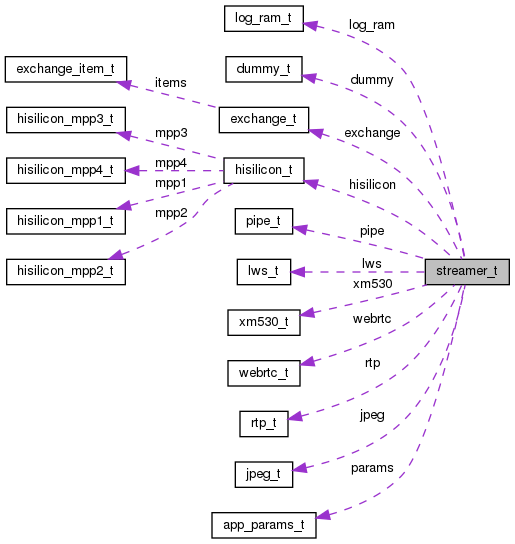 log_ram_t
log_ram
exchange_item_t
dummy_t
dummy
items
hisilicon_mpp3_t
exchange_t
mpp3
exchange
hisilicon_mpp4_t
mpp4
hisilicon_t
mpp1
hisilicon
hisilicon_mpp1_t
mpp2
pipe_t
pipe
hisilicon_mpp2_t
lws_t
lws
streamer_t
xm530
xm530_t
webrtc
webrtc_t
rtp
rtp_t
jpeg
jpeg_t
params
app_params_t